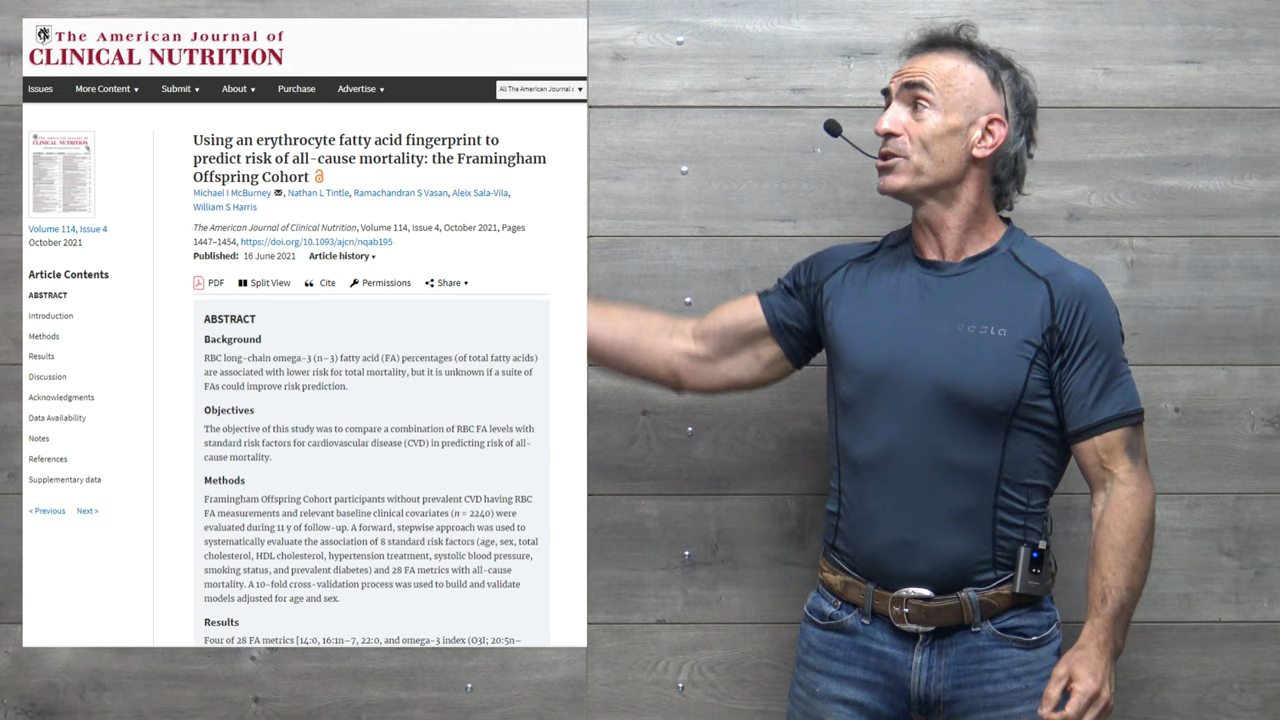 The American Journal of
CLINICAL NUTRITION
Issues More Content Submit About Purchase Advertise All The American Journal
CLINICAL NUTRITION
Using an erythrocyte fatty acid fingerprint to
predict risk of all-cause mortality: the Framingham
Offspring Cohort
Michael I McBurney, Nathan L Tintle, Ramachandran S Vasan, Aleix Sala-Vila,
William S Harris
Volume 114, Issue 4
October 2021
The American Journal of Clinical Nutrition, Volume 114, Issue 4, October 2021, Pages
1447–1454, https://doi.org/10.1093/ajcn/nqab195
Published: 16 June 2021 Article history
Article Contents
ABSTRACT
Introduction
Methods
Results
Discussion
Acknowledgments
Data Availability
Notes
References
Supplementary data
< Previous Next >
PDF Split View Cite Permissions Share
ABSTRACT
Background
RBC long-chain omega-3 (n–3) fatty acid (FA) percentages (of total fatty acids)
are associated with lower risk for total mortality, but it is unknown if a suite of
FAs could improve risk prediction.
Objectives
The objective of this study was to compare a combination of RBC FA levels with
standard risk factors for cardiovascular disease (CVD) in predicting risk of all-
cause mortality.
Methods
Framingham Offspring Cohort participants without prevalent CVD having RBC
FA measurements and relevant baseline clinical covariates (n = 2240) were
evaluated during 11 y of follow-up. A forward, stepwise approach was used to
systematically evaluate the association of 8 standard risk factors (age, sex, total
cholesterol, HDL cholesterol, hypertension treatment, systolic blood pressure,
smoking status, and prevalent diabetes) and 28 FA metrics with all-cause
mortality. A 10-fold cross-validation process was used to build and validate
models adjusted for age and sex.
Results
Four of 28 FA metrics [14:0, 16:1n–7, 22:0, and omega-3 index (O3I; 20:5n–
tesla